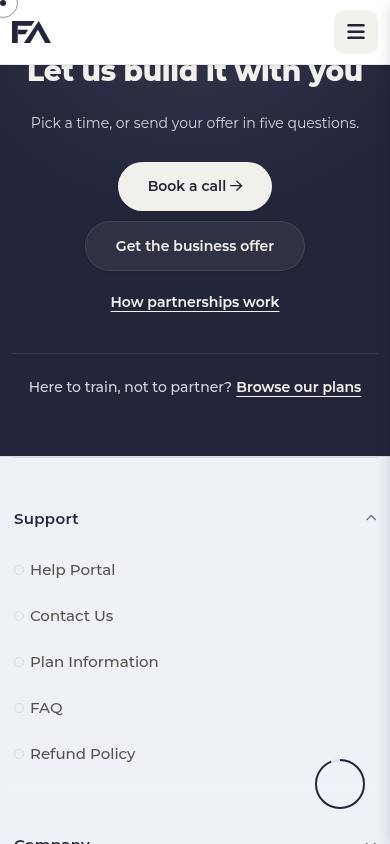 FA
Let us build it with you
Pick a time, or send your offer in five questions.
Book a call →
Get the business offer
How partnerships work
Here to train, not to partner? Browse our plans
Support
Help Portal
Contact Us
Plan Information
FAQ
Refund Policy
Company